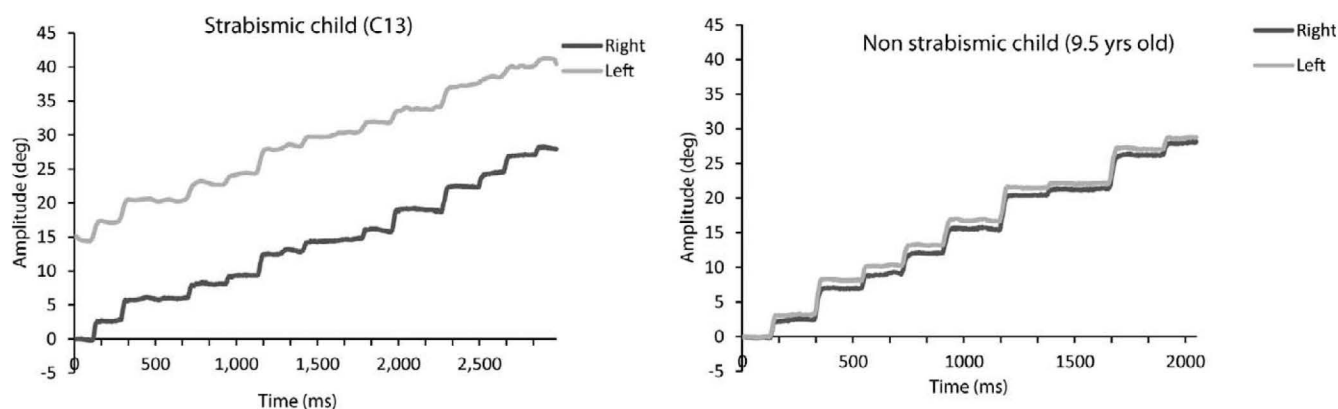 Strabismic child (C13)
Right
Left
45
40
35
30
25
20
15
10
5
0
-5
Amplitude (deg)
0 500 1,000 1,500 2,000 2,500
Time (ms)
Non strabismic child (9.5 yrs old)
Right
Left
45
40
35
30
25
20
15
10
5
0
-5
Amplitude (deg)
0 500 1000 1500 2000
Time (ms)